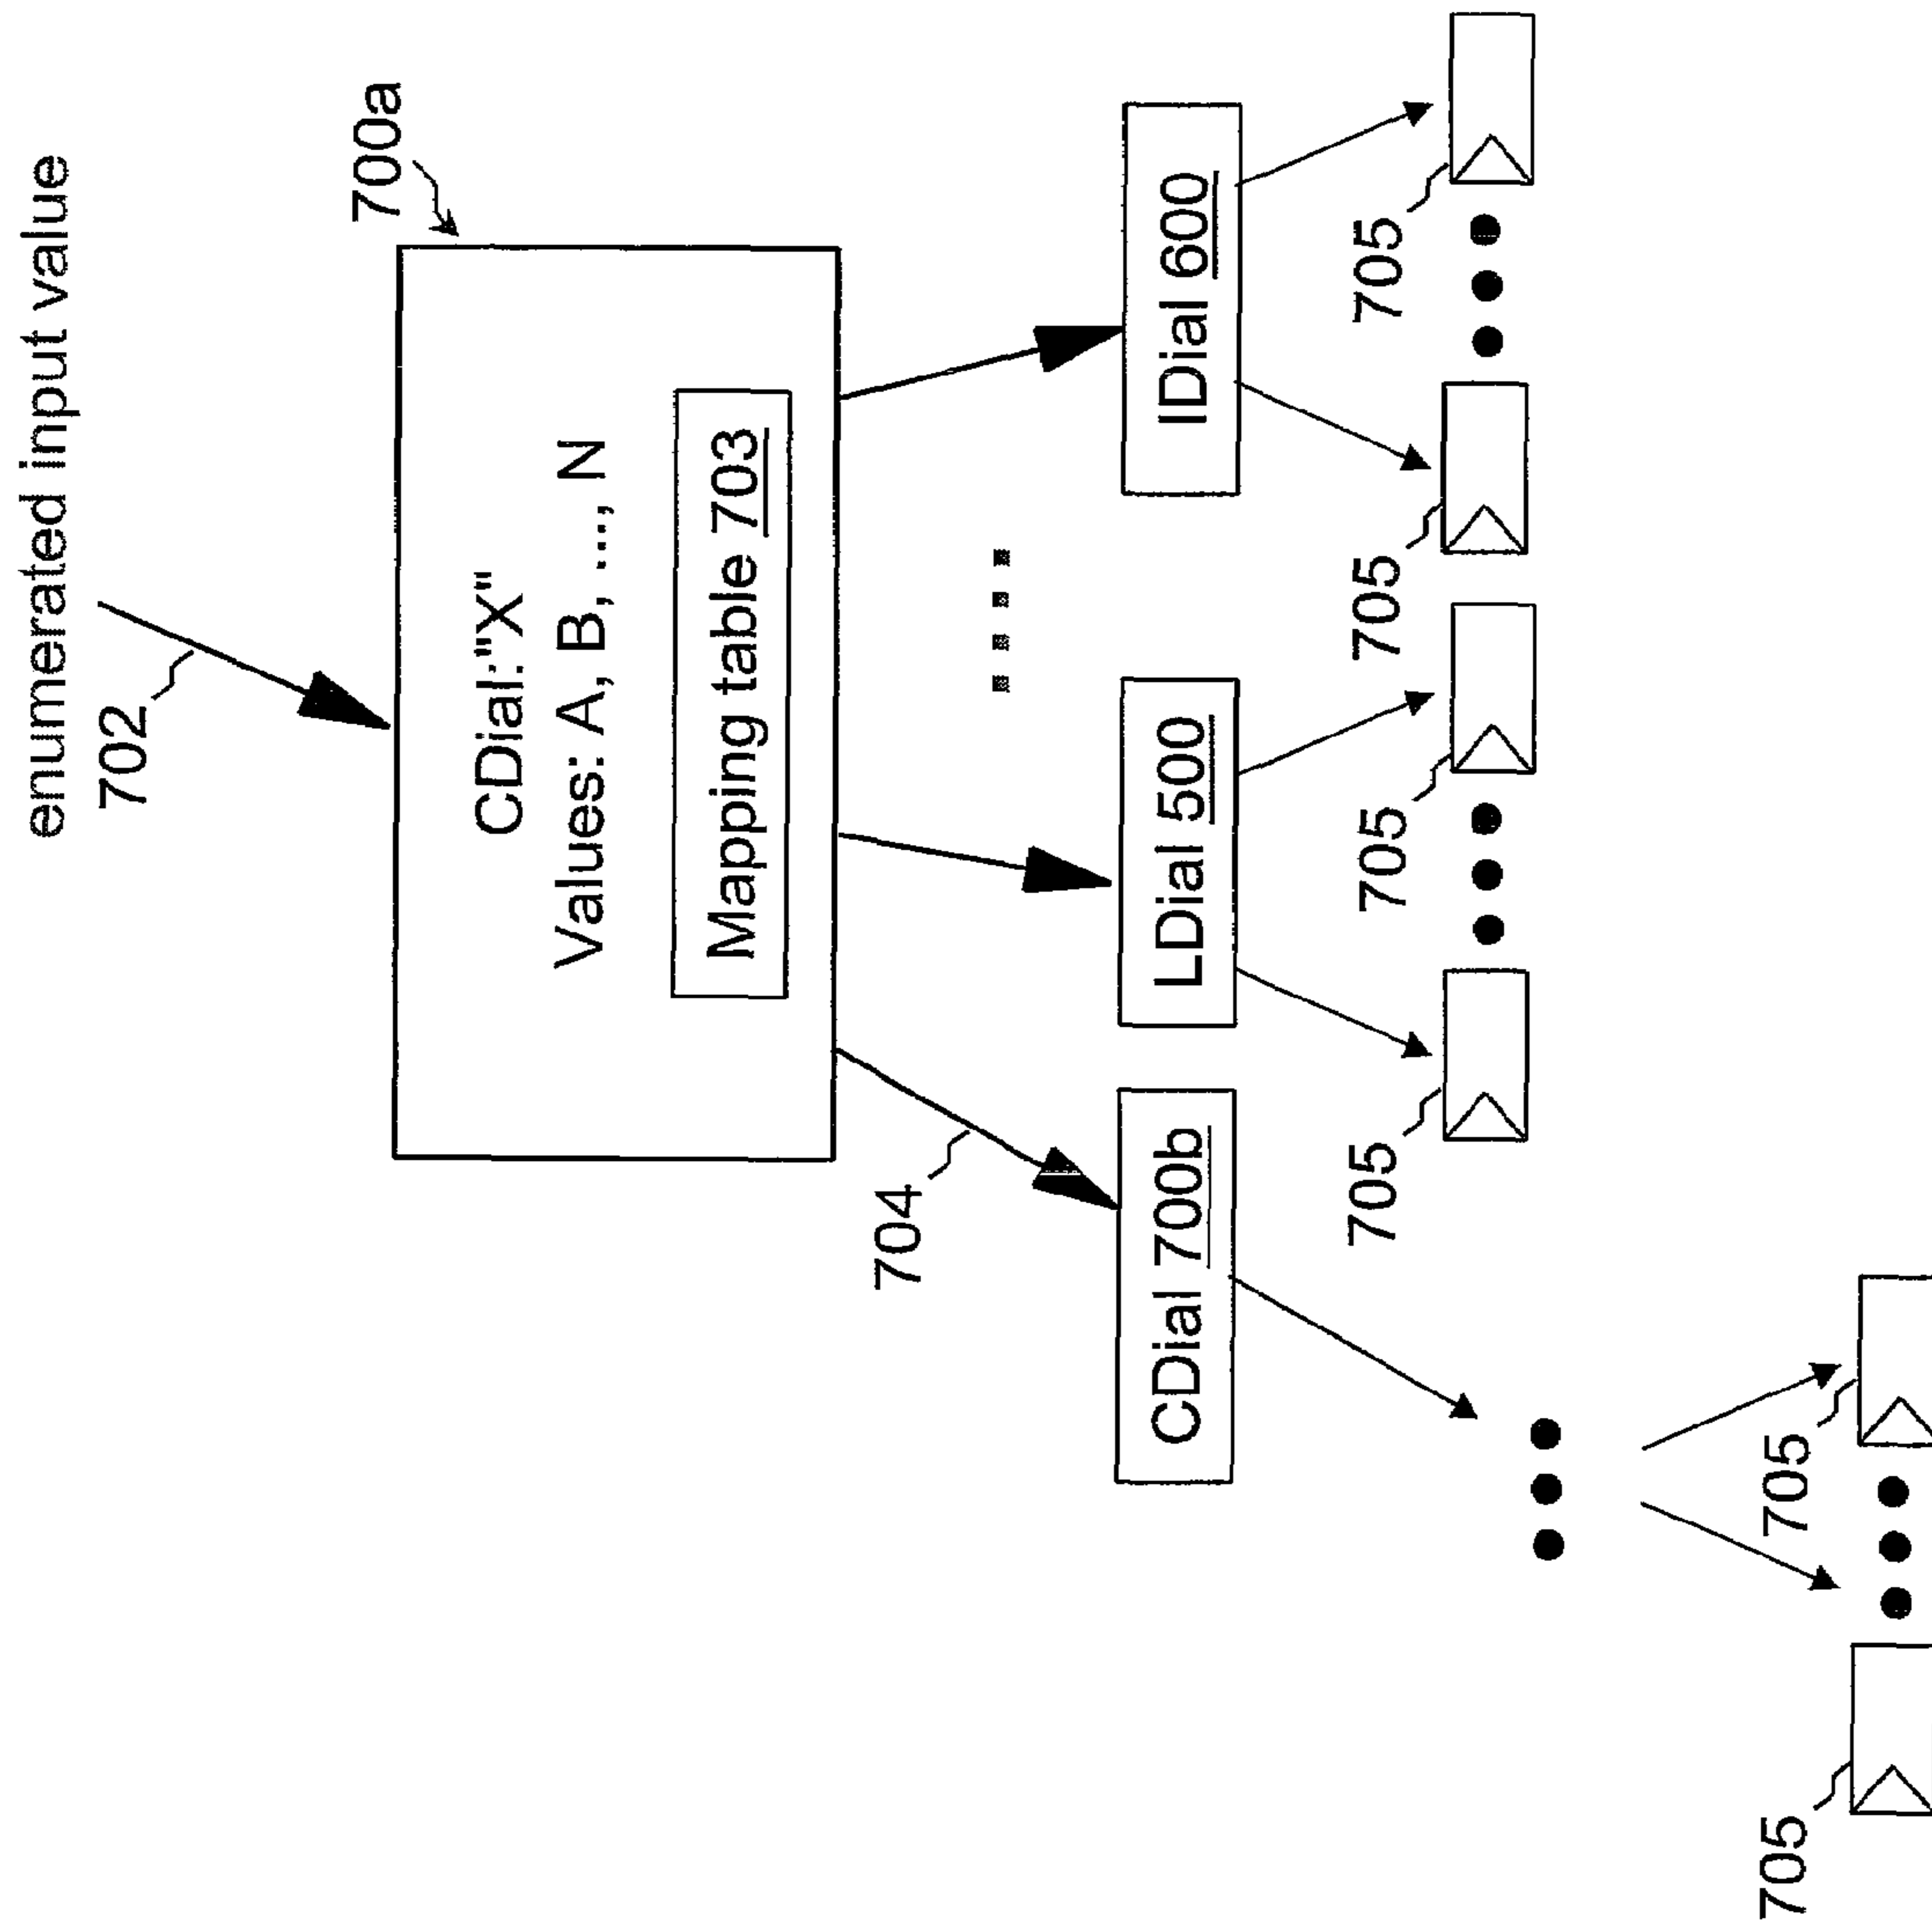 enumerated input value
702
700a
CDial:"X"
Values: A, B, ..., N
Mapping table 703
704
CDial 700b
LDial 500
IDial 600
705
705
705
705
705
705